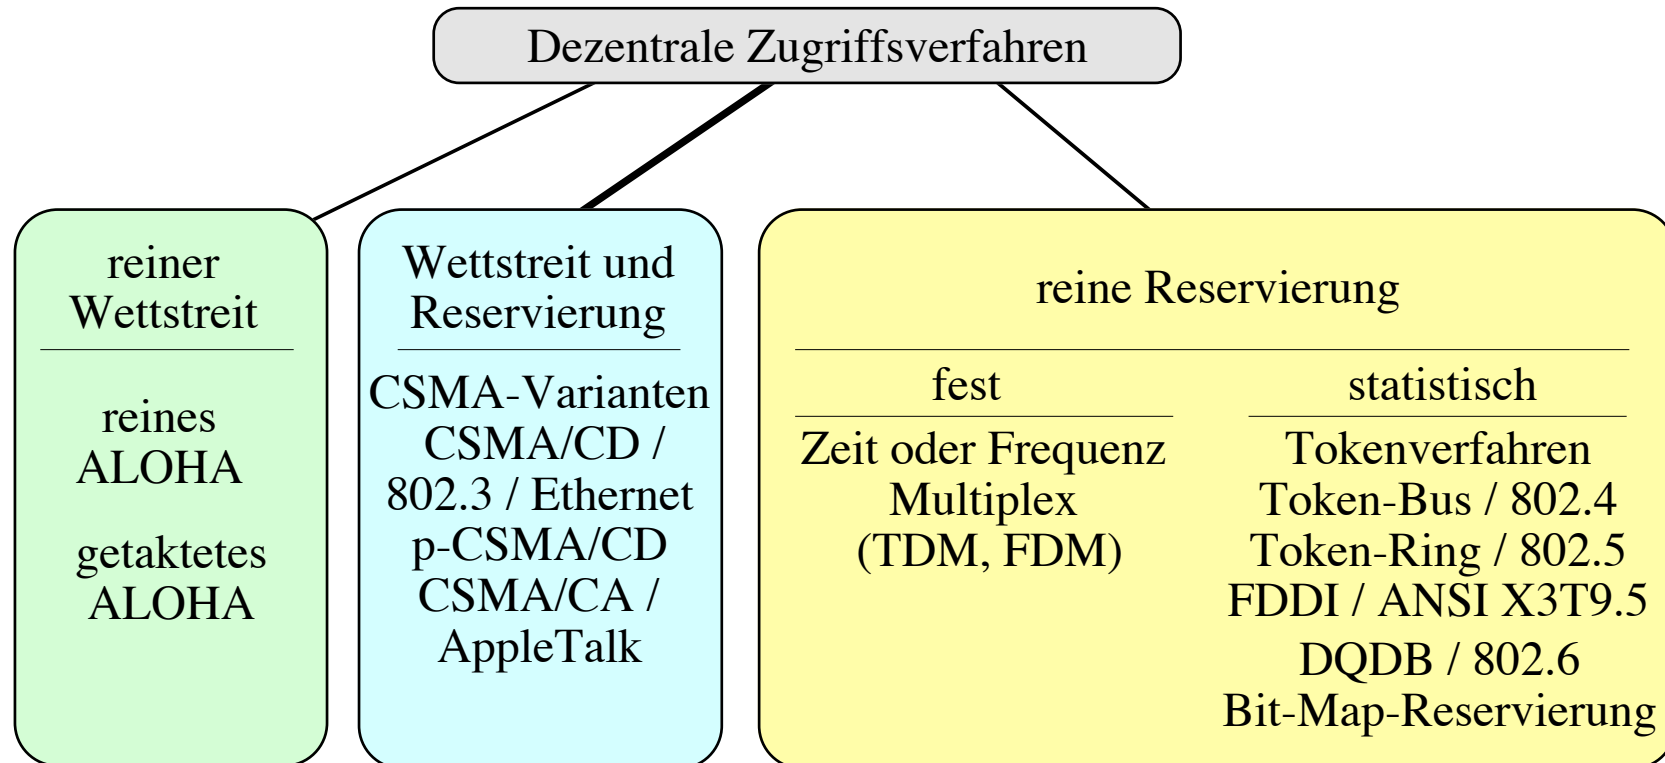 Dezentrale Zugriffsverfahren
reiner
Wettstreit
reines
ALOHA
getaktetes
ALOHA
Wettstreit und
Reservierung
CSMA-Varianten
CSMA/CD /
802.3 / Ethernet
p-CSMA/CD
CSMA/CA /
AppleTalk
reine Reservierung
fest
Zeit oder Frequenz
Multiplex
(TDM, FDM)
statistisch
Tokenverfahren
Token-Bus / 802.4
Token-Ring / 802.5
FDDI / ANSI X3T9.5
DQDB / 802.6
Bit-Map-Reservierung